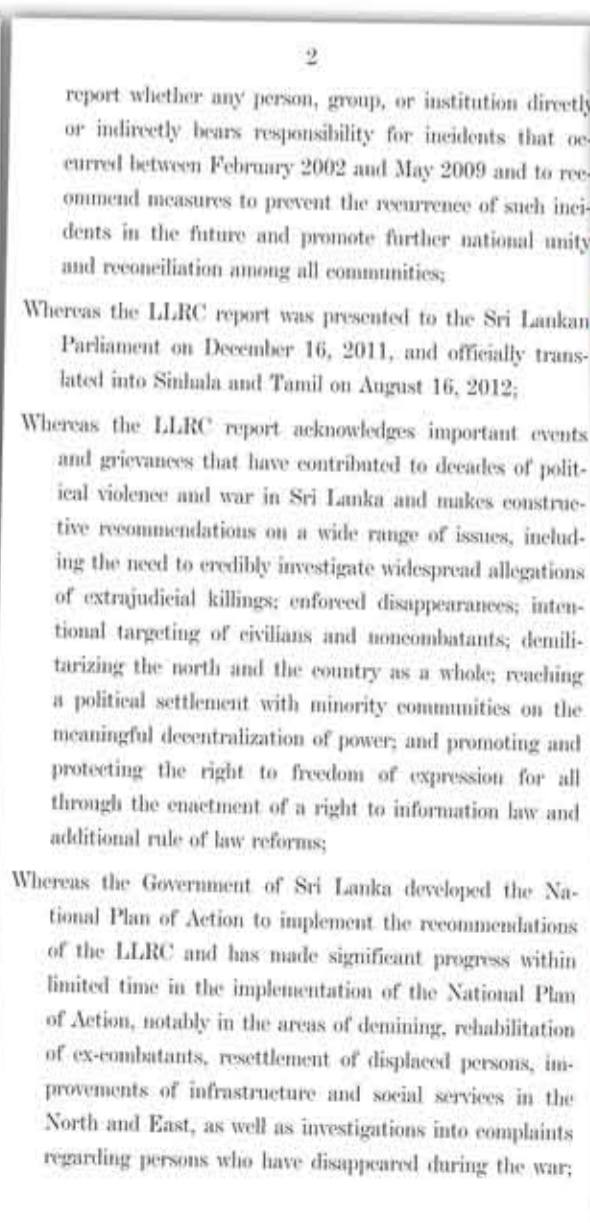 2
report whether any person, group, or institution directly
or indirectly bears responsibility for incidents that oc-
curred between February 2002 and May 2009 and to rec-
ommend measures to prevent the recurrence of such inci-
dents in the future and promote further national unity
and reconciliation among all communities;
Whereas the LLRC report was presented to the Sri Lankan
Parliament on December 16, 2011, and officially trans-
lated into Sinhala and Tamil on August 16, 2012;
Whereas the LLRC report acknowledges important events
and grievances that have contributed to decades of polit-
ical violence and war in Sri Lanka and makes construc-
tive recommendations on a wide range of issues, includ-
ing the need to credibly investigate widespread allegations
of extrajudicial killings; enforced disappearances; inten-
tional targeting of civilians and noncombatants; demili-
tarizing the north and the country as a whole; reaching
a political settlement with minority communities on the
meaningful decentralization of power; and promoting and
protecting the right to freedom of expression for all
through the enactment of a right to information law and
additional rule of law reforms;
Whereas the Government of Sri Lanka developed the Na-
tional Plan of Action to implement the recommendations
of the LLRC and has made significant progress within
limited time in the implementation of the National Plan
of Action, notably in the areas of demining, rehabilitation
of ex-combatants, resettlement of displaced persons, im-
provements of infrastructure and social services in the
North and East, as well as investigations into complaints
regarding persons who have disappeared during the war;